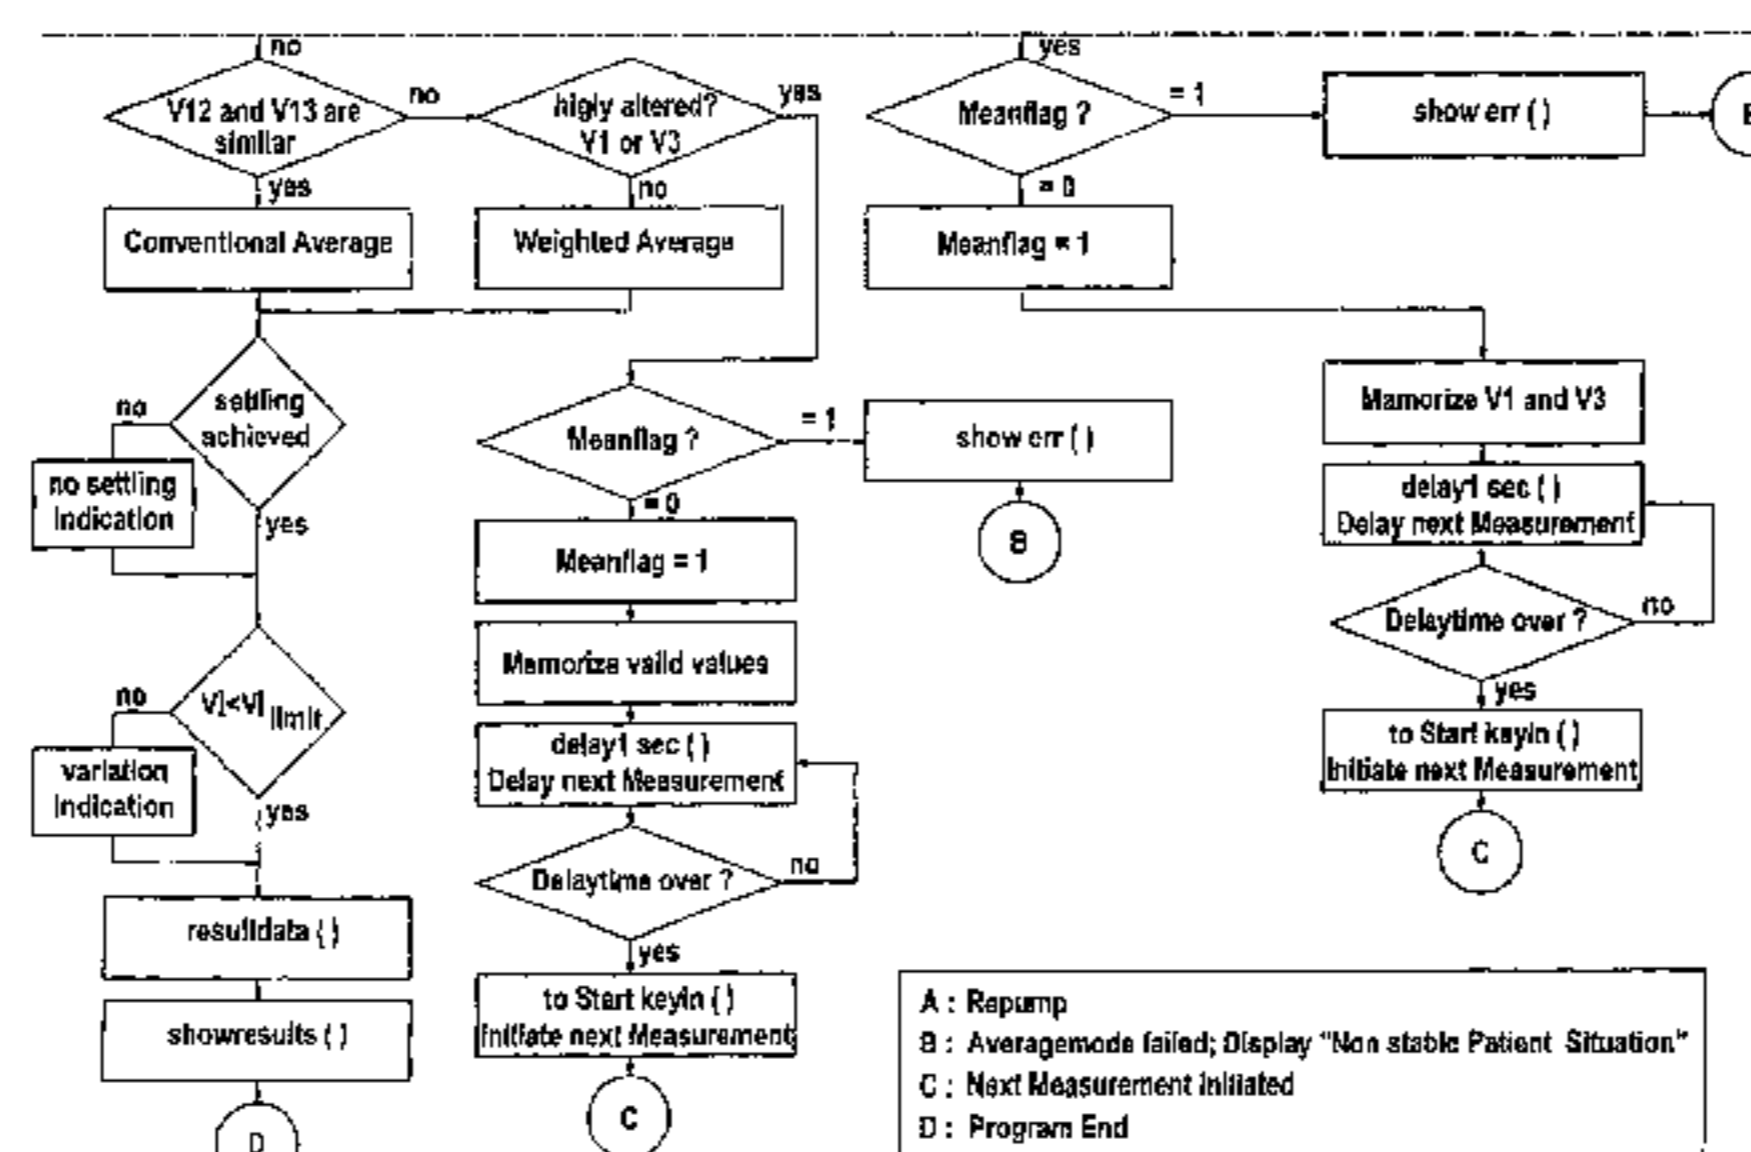 no
V12 and V13 are
similar
no
yes
Conventional Average
higly altered?
V1 or V3
yes
no
Weighted Average
settling
achieved
no
no settling
Indication
yes
no
variation
Indication
yes
resultdata ( )
showresults ( )
D
Meanflag ?
= 1
show err ( )
B
= 0
Meanflag = 1
Memorize valid values
delay1 sec ( )
Delay next Measurement
Delaytime over ?
no
yes
to Start keyin ( )
Initiate next Measurement
C
yes
Meanflag ?
= 1
show err ( )
= 0
Meanflag = 1
Mamorize V1 and V3
delay1 sec ( )
Delay next Measurement
Delaytime over ?
no
yes
to Start keyin ( )
Initiate next Measurement
C
A : Repump
B : Averagemode failed; Display "Non stable Patient Situation"
C : Next Measurement Initiated
D : Program End